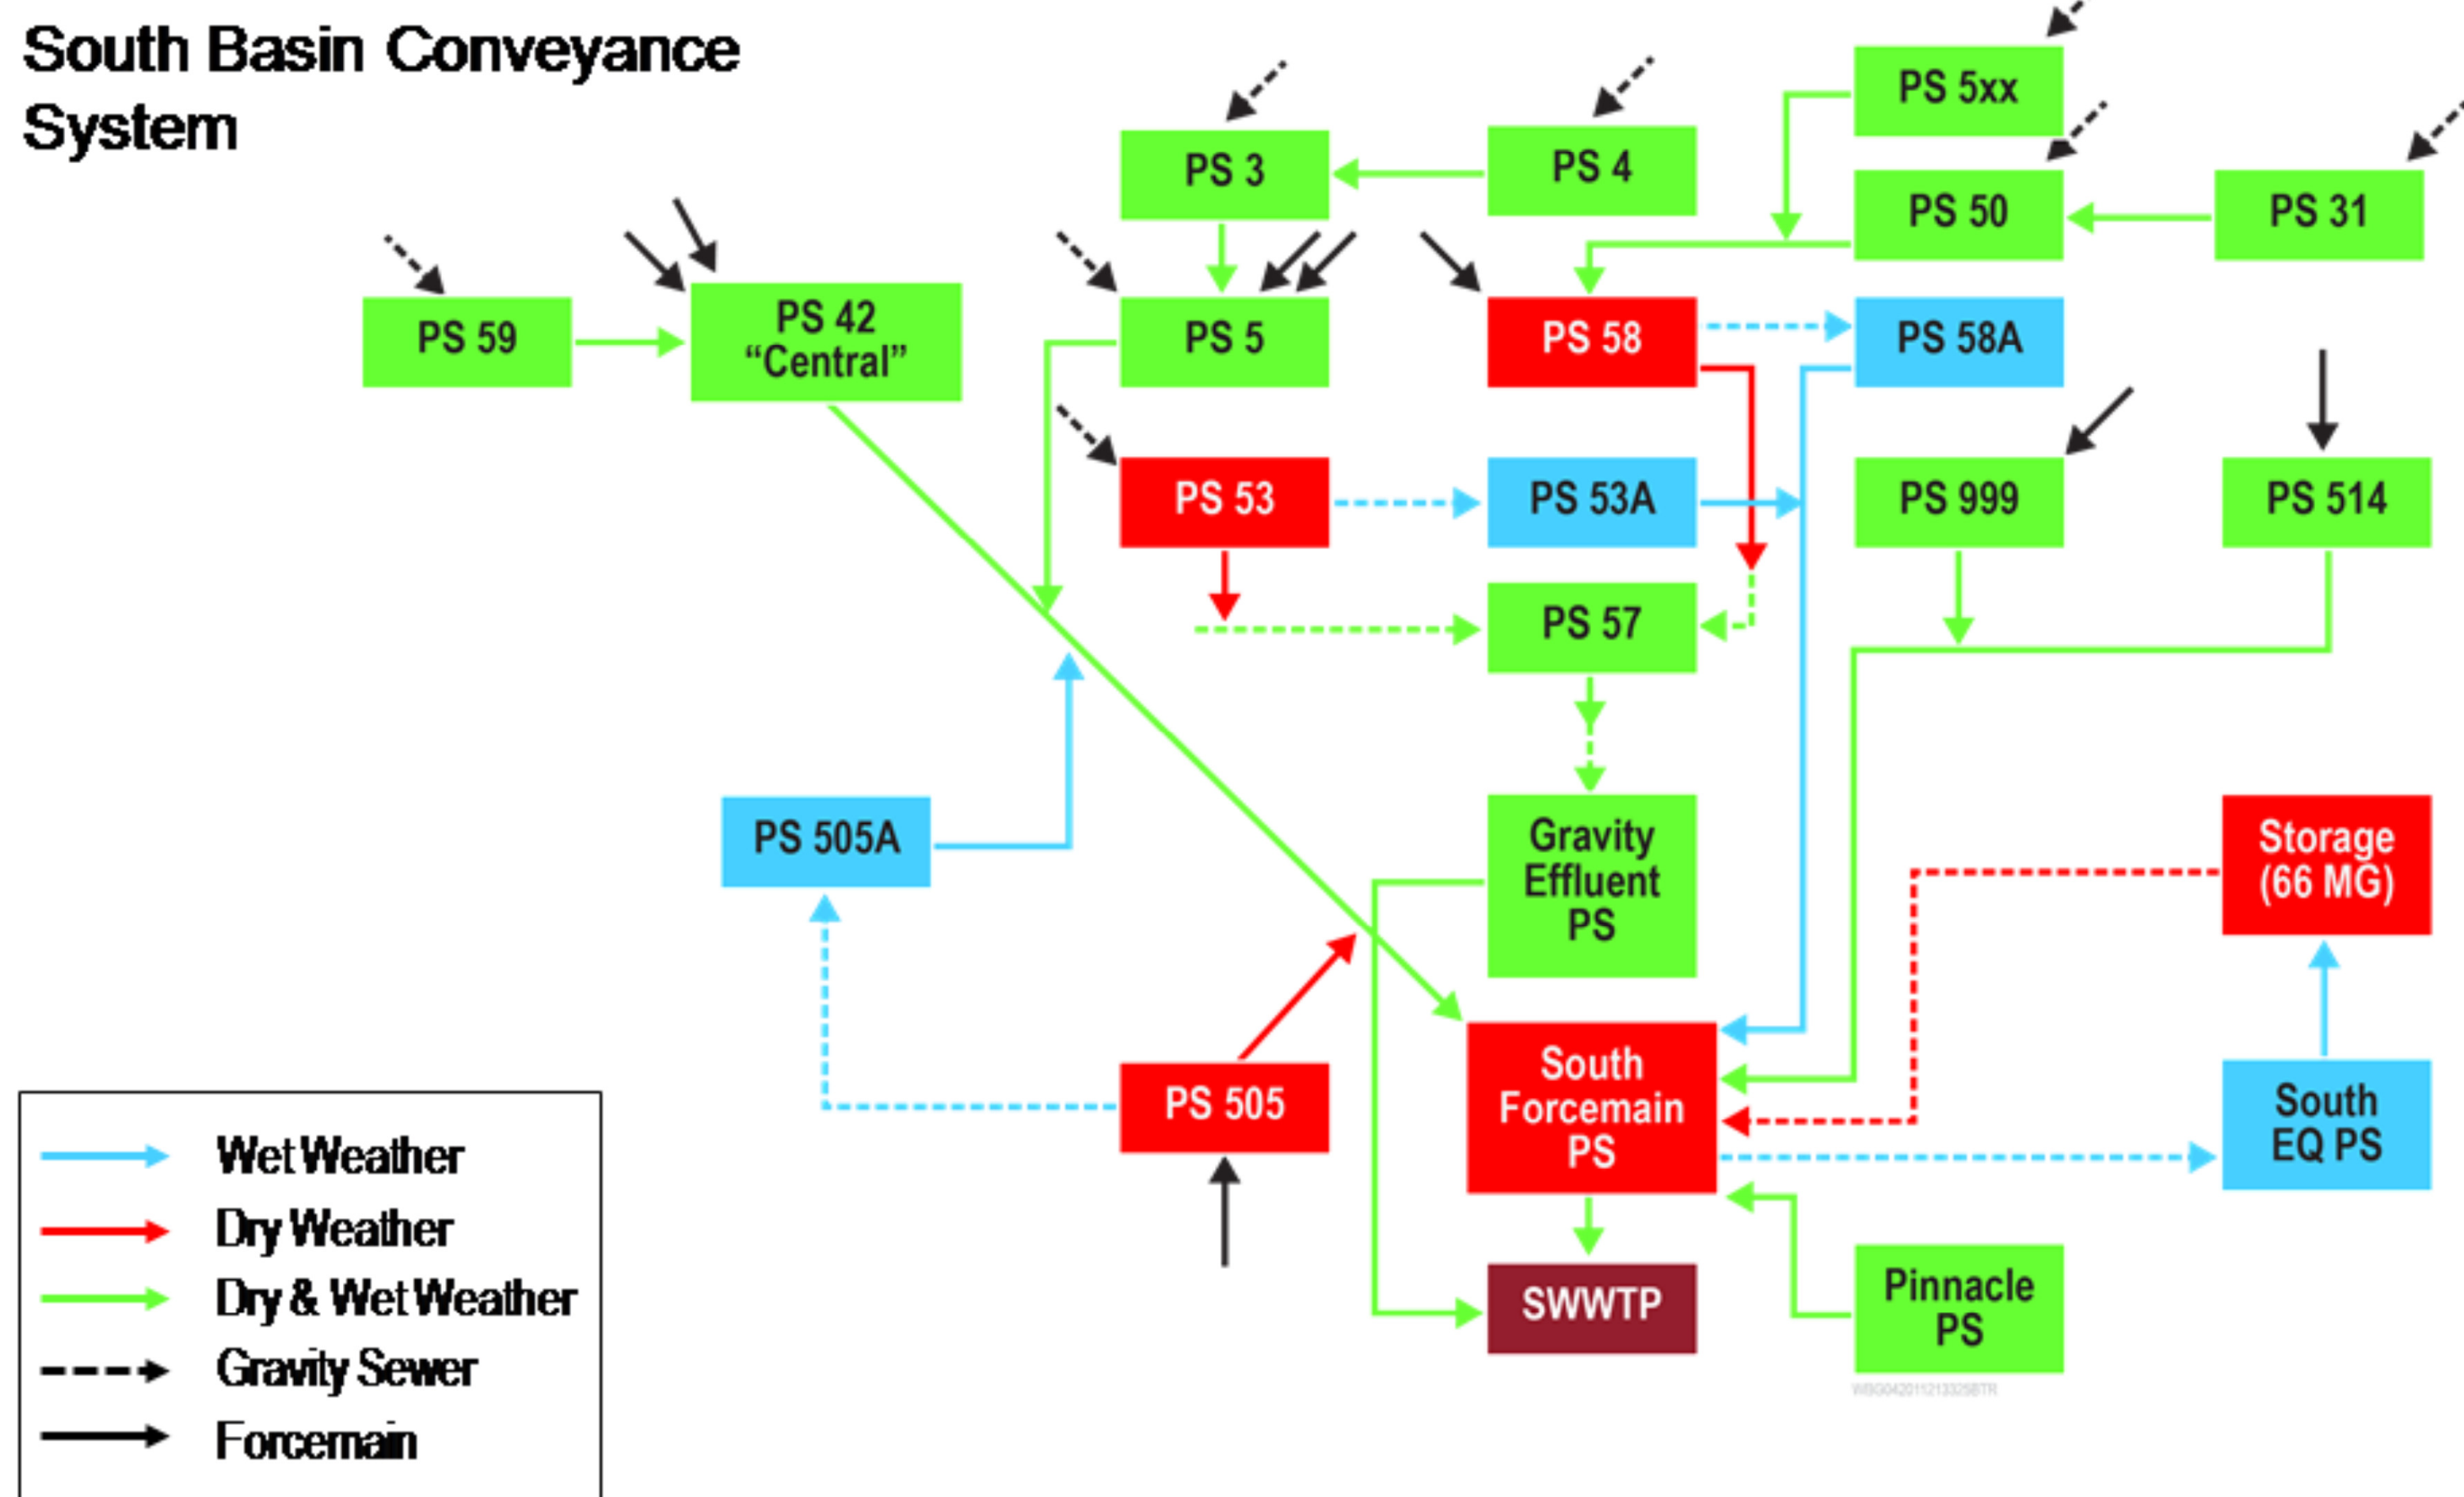 South Basin Conveyance
System
PS 5xx
PS 3
PS 4
PS 50
PS 31
PS 59
PS 42
“Central”
PS 5
PS 58
PS 58A
PS 53
PS 53A
PS 999
PS 514
PS 57
PS 505A
Gravity
Effluent
PS
Storage
(66 MG)
PS 505
South
Forcemain
PS
South
EQ PS
SWWTP
Pinnacle
PS
Wet Weather
Dry Weather
Dry & Wet Weather
Gravity Sewer
Forcemain